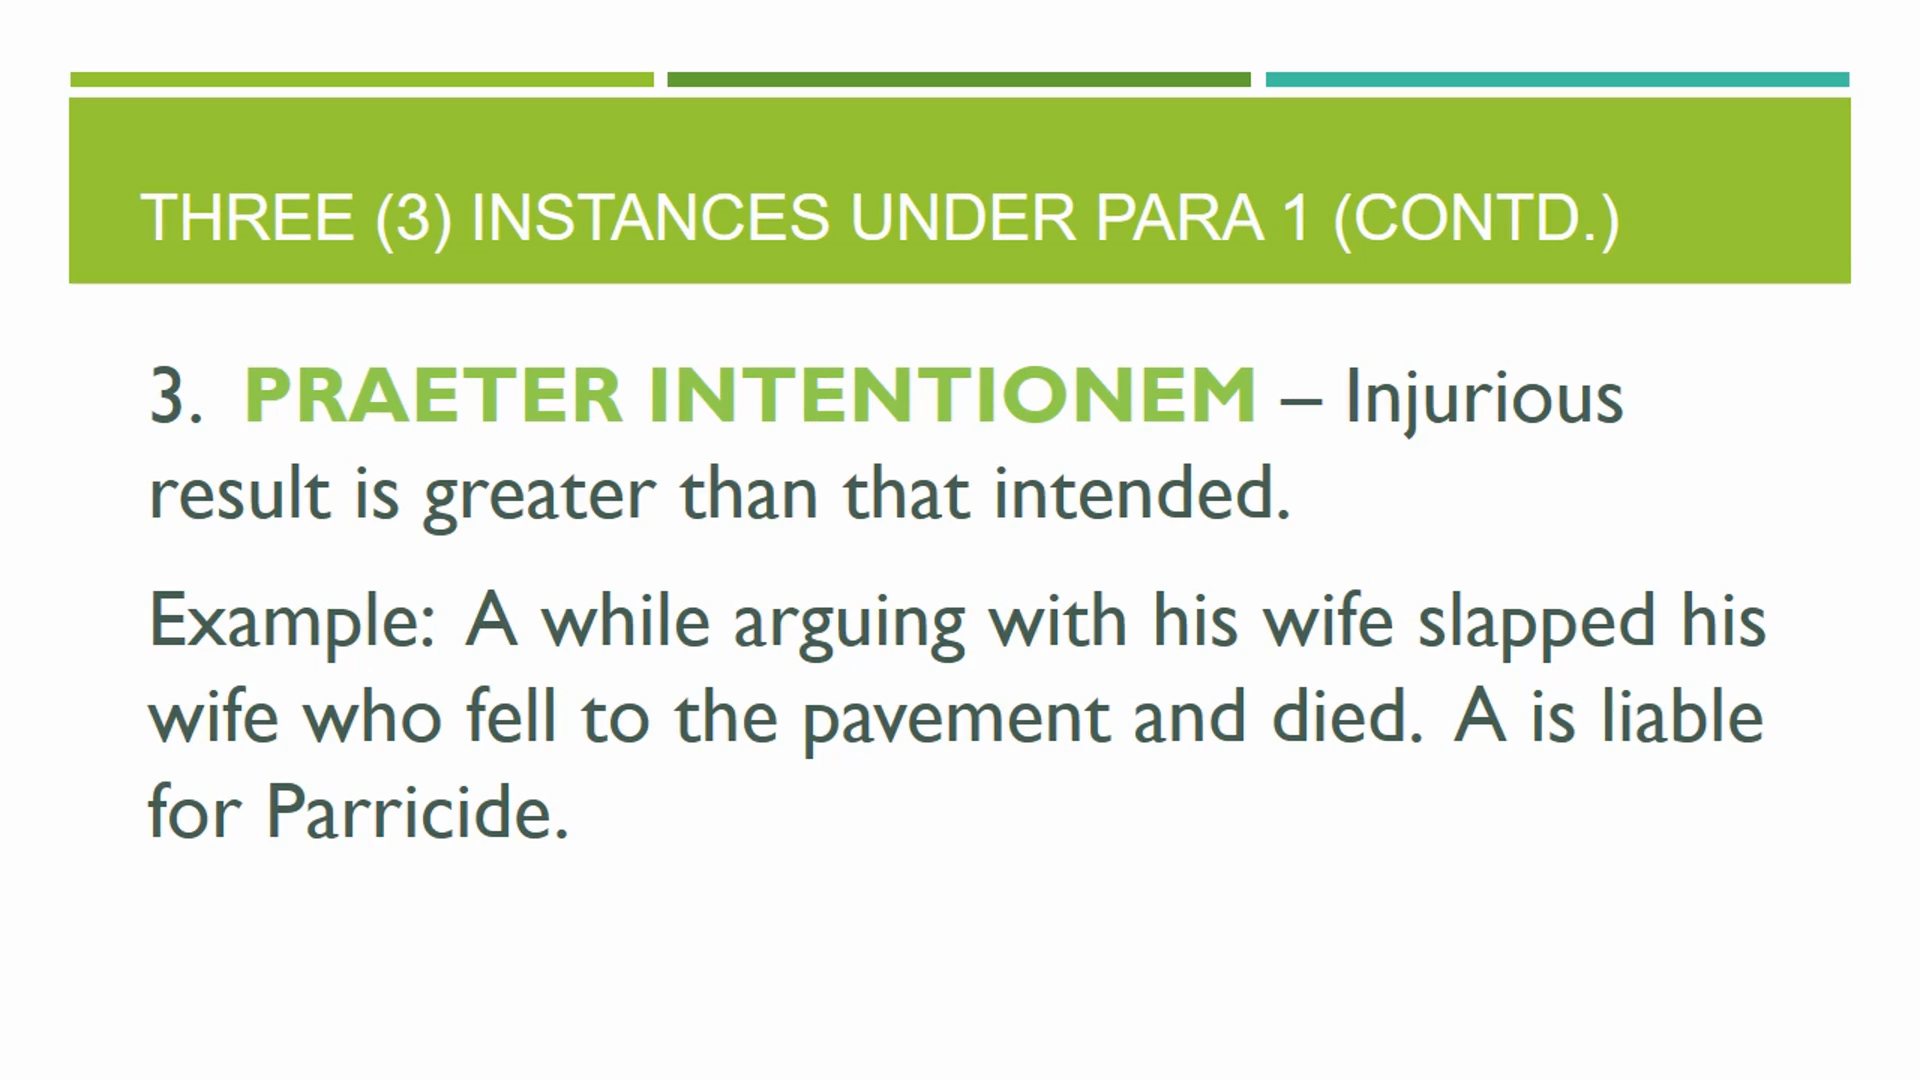 THREE (3) INSTANCES UNDER PARA 1 (CONTD.)
3. PRAETER INTENTIONEM – Injurious
result is greater than that intended.
Example: A while arguing with his wife slapped his
wife who fell to the pavement and died. A is liable
for Parricide.